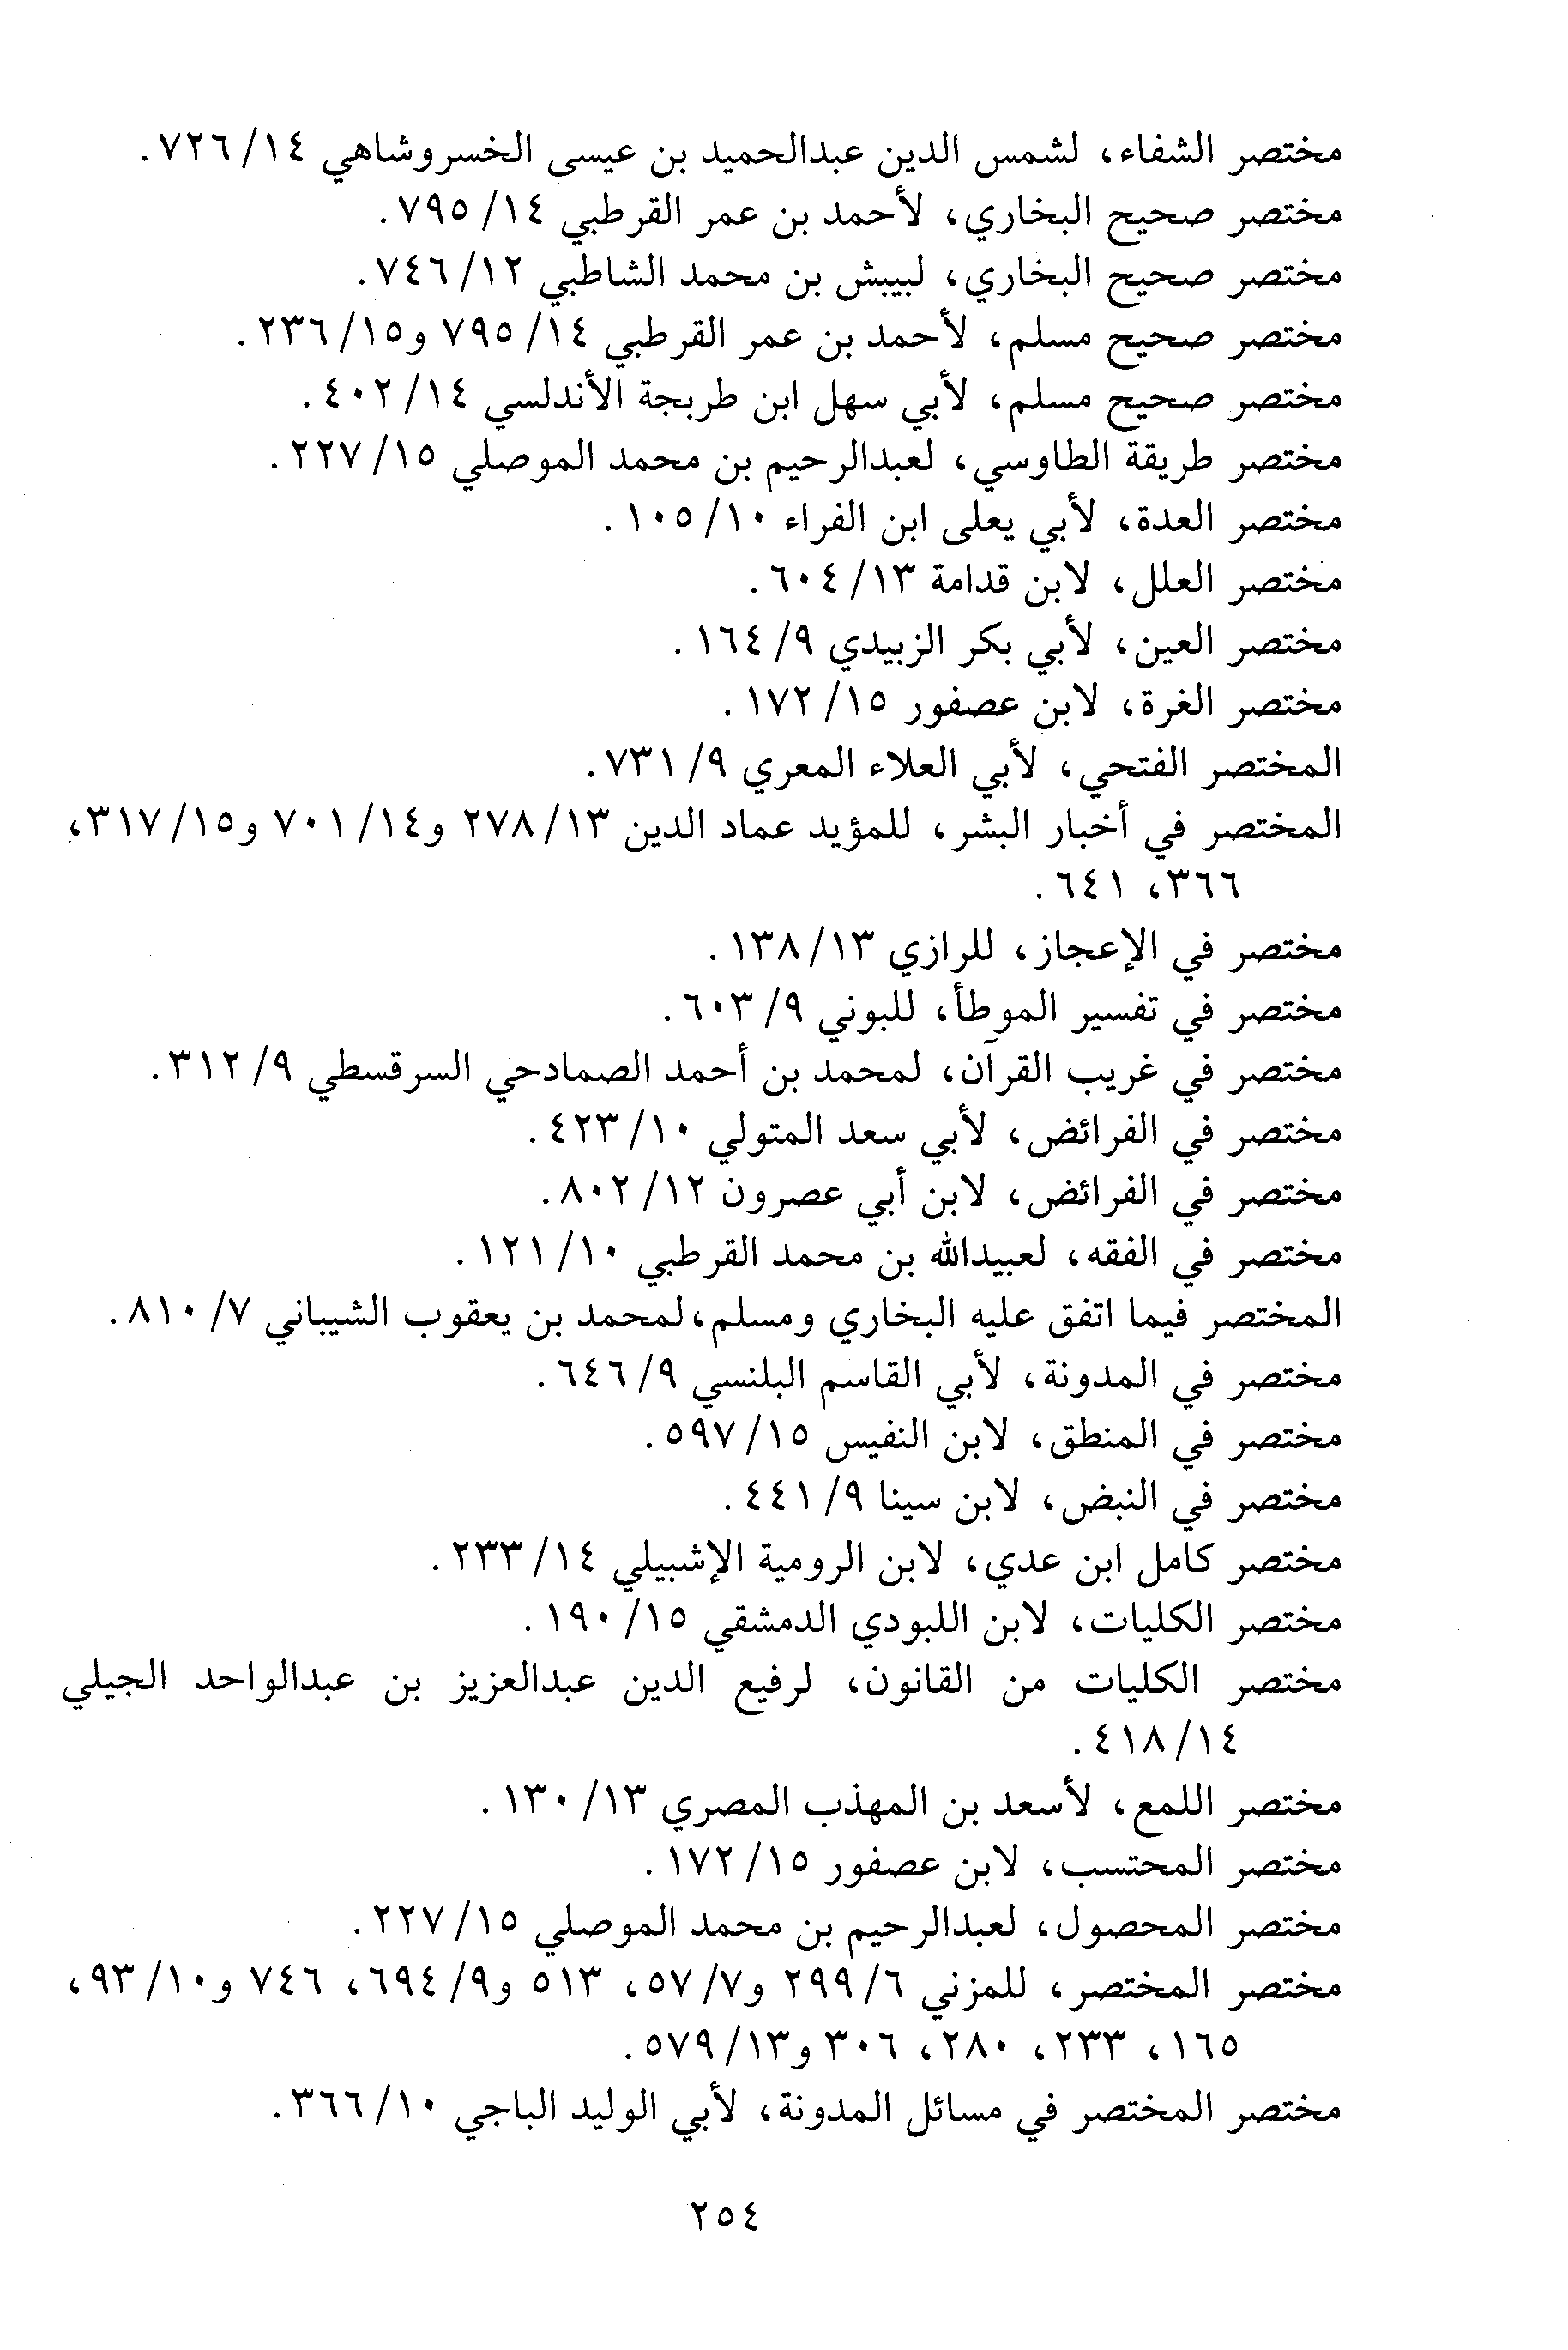 مختصر الشفاء، لشمس الدين عبدالحميد بن عيسى الخسروشاهي ١٤/ ٧٢٦.
مختصر صحيح البخاري، لأحمد بن عمر القرطبي ١٤/ ٧٩٥.
مختصر صحيح البخاري، لبيبش بن محمد الشاطبي ١٢/ ٧٤٦.
مختصر صحيح مسلم، لأحمد بن عمر القرطبي ١٤/ ٧٩٥ و١٥/ ٢٣٦.
مختصر صحيح مسلم، لأبي سهل ابن طربجة الأندلسي ١٤/ ٤٠٢.
مختصر طريقة الطاوسي، لعبدالرحيم بن محمد الموصلي ١٥/ ٢٢٧.
مختصر العدة، لأبي يعلى ابن الفراء ١٠/ ١٠٥.
مختصر العلل، لابن قدامة ١٣/ ٦٠٤.
مختصر العين، لأبي بكر الزبيدي ٩/ ١٦٤.
مختصر الغرة، لابن عصفور ١٥/ ١٧٢.
المختصر الفتحي، لأبي العلاء المعري ٩/ ٧٣١.
المختصر في أخبار البشر، للمؤيد عماد الدين ١٣/ ٢٧٨ و١٤/ ٧٠١ و١٥/ ٣١٧،
٣٦٦، ٦٤١.
مختصر في الإعجاز، للرازي ١٣/ ١٣٨.
مختصر في تفسير الموطأ، للبوني ٩/ ٦٠٣.
مختصر في غريب القرآن، لمحمد بن أحمد الصمادحي السرقسطي ٩/ ٣١٢.
مختصر في الفرائض، لأبي سعد المتولي ١٠/ ٤٢٣.
مختصر في الفرائض، لابن أبي عصرون ١٢/ ٨٠٢.
مختصر في الفقه، لعبيدالله بن محمد القرطبي ١٠/ ١٢١.
المختصر فيما اتفق عليه البخاري ومسلم، لمحمد بن يعقوب الشيباني ٧/ ٨١٠.
مختصر في المدونة، لأبي القاسم البلنسي ٩/ ٦٤٦.
مختصر في المنطق، لابن النفيس ١٥/ ٥٩٧.
مختصر في النبض، لابن سينا ٩/ ٤٤١.
مختصر كامل ابن عدي، لابن الرومية الإشبيلي ١٤/ ٢٣٣.
مختصر الكليات، لابن اللبودي الدمشقي ١٥/ ١٩٠.
مختصر الكليات من القانون، لرفيع الدين عبدالعزيز بن عبدالواحد الجيلي
١٤/ ٤١٨.
مختصر اللمع، لأسعد بن المهذب المصري ١٣/ ١٣٠.
مختصر المحتسب، لابن عصفور ١٥/ ١٧٢.
مختصر المحصول، لعبدالرحيم بن محمد الموصلي ١٥/ ٢٢٧.
مختصر المختصر، للمزني ٦/ ٢٩٩ و٧/ ٥٧، ٥١٣ و٩/ ٦٩٤، ٧٤٦ و١٠/ ٩٣،
١٦٥، ٢٣٣، ٢٨٠، ٣٠٦ و١٣/ ٥٧٩.
مختصر المختصر في مسائل المدونة، لأبي الوليد الباجي ١٠/ ٣٦٦.
٢٥٤